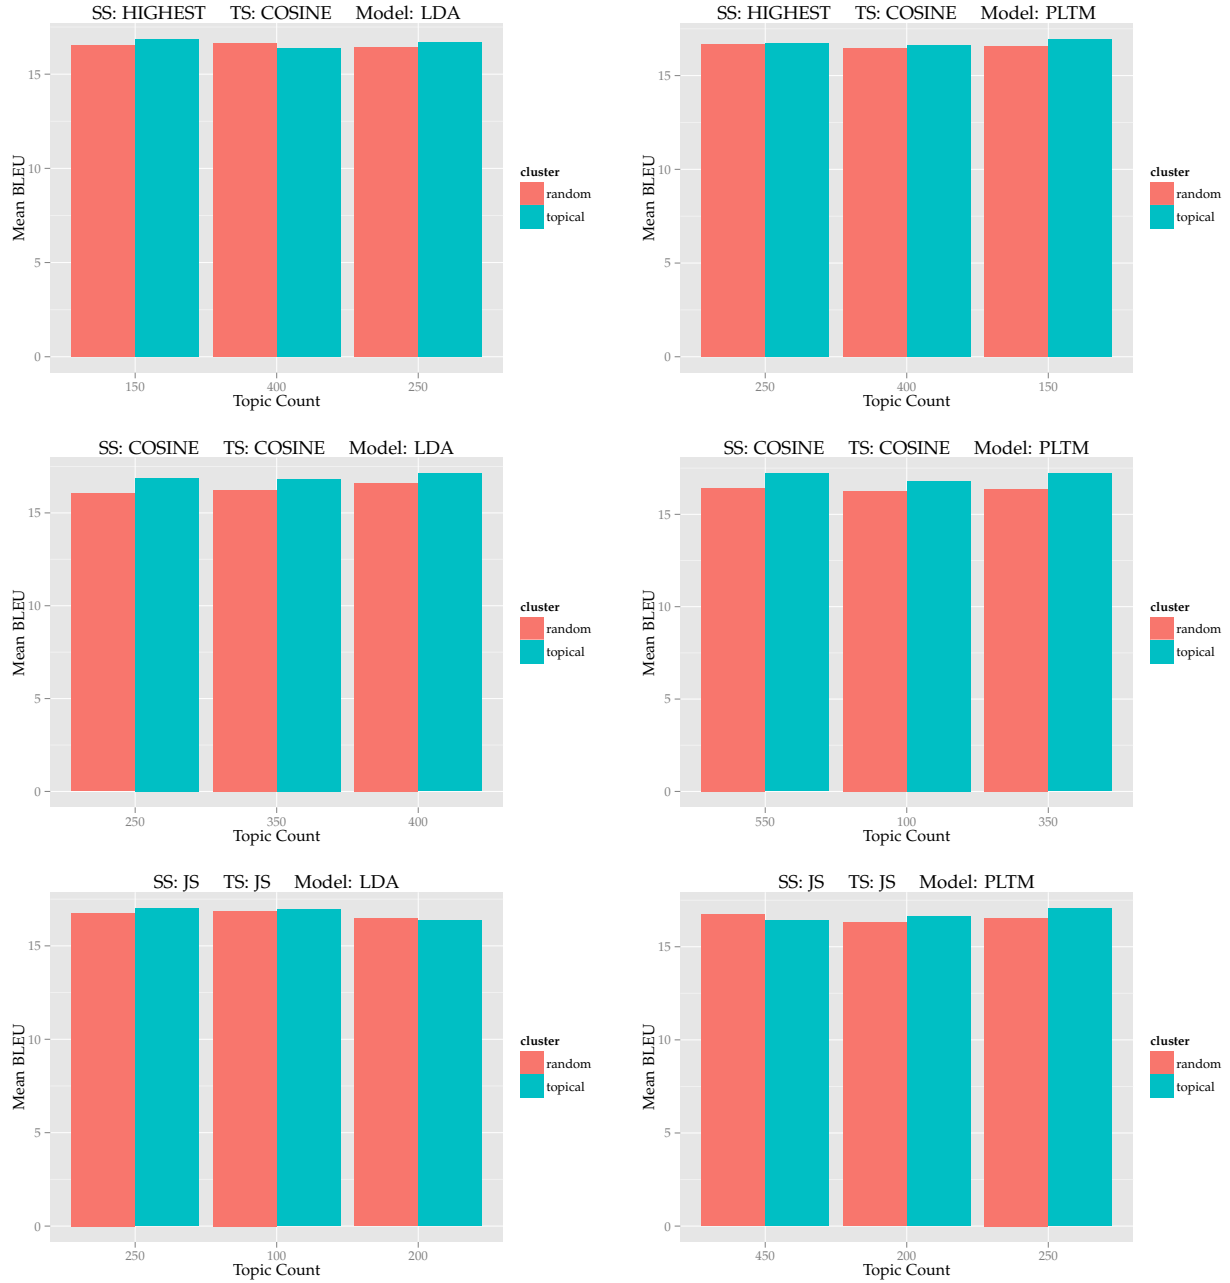 SS: HIGHEST TS: COSINE Model: LDA
15
10
5
0
Mean BLEU
150 400 250
Topic Count
cluster
random
topical
SS: HIGHEST TS: COSINE Model: PLTM
15
10
5
0
Mean BLEU
250 400 150
Topic Count
cluster
random
topical
SS: COSINE TS: COSINE Model: LDA
15
10
5
0
Mean BLEU
250 350 400
Topic Count
cluster
random
topical
SS: COSINE TS: COSINE Model: PLTM
15
10
5
0
Mean BLEU
550 100 350
Topic Count
cluster
random
topical
SS: JS TS: JS Model: LDA
15
10
5
0
Mean BLEU
250 100 200
Topic Count
cluster
random
topical
SS: JS TS: JS Model: PLTM
15
10
5
0
Mean BLEU
450 200 250
Topic Count
cluster
random
topical